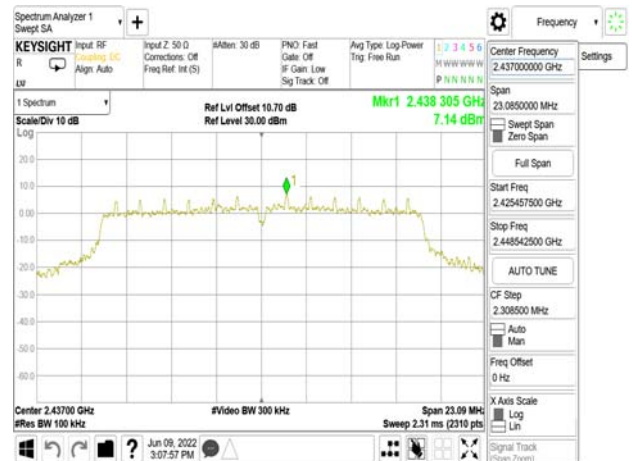 Spectrum Analyzer 1
Swept SA
+
Frequency
KEYSIGHT
R
Input: RF
Coupling: DC
Align: Auto
Input Z: 50 Ω
Corrections: Off
Freq Ref: Int (S)
#Atten: 30 dB
PNO: Fast
Gate: Off
IF Gain: Low
Sig Track: Off
Avg Type: Log-Power
Trig: Free Run
1 2 3 4 5 6
M W W W W W
P N N N N N
Center Frequency
2.437000000 GHz
Settings
Span
23.0850000 MHz
Swept Span
Zero Span
Full Span
Start Freq
2.425457500 GHz
Stop Freq
2.448542500 GHz
AUTO TUNE
CF Step
2.308500 MHz
Auto
Man
Freq Offset
0 Hz
X Axis Scale
Log
Lin
Signal Track
(Span Zoom)
1 Spectrum
Scale/Div 10 dB
Log
Ref Lvl Offset 10.70 dB
Ref Level 30.00 dBm
Mkr1 2.438 305 GHz
7.14 dBm
1
20.0
10.0
0.00
-10.0
-20.0
-30.0
-40.0
-50.0
-60.0
Center 2.43700 GHz
#Res BW 100 kHz
#Video BW 300 kHz
Span 23.09 MHz
Sweep 2.31 ms (2310 pts)
?
Jun 09, 2022
3:07:57 PM